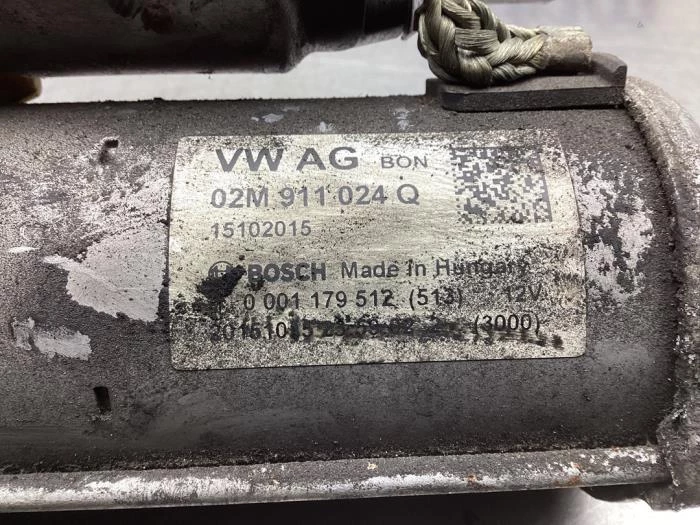 VW AG BON
02M 911 024 Q
15102015
BOSCH Made in Hungary
0 001 179 512 (513) 12V
(3000)